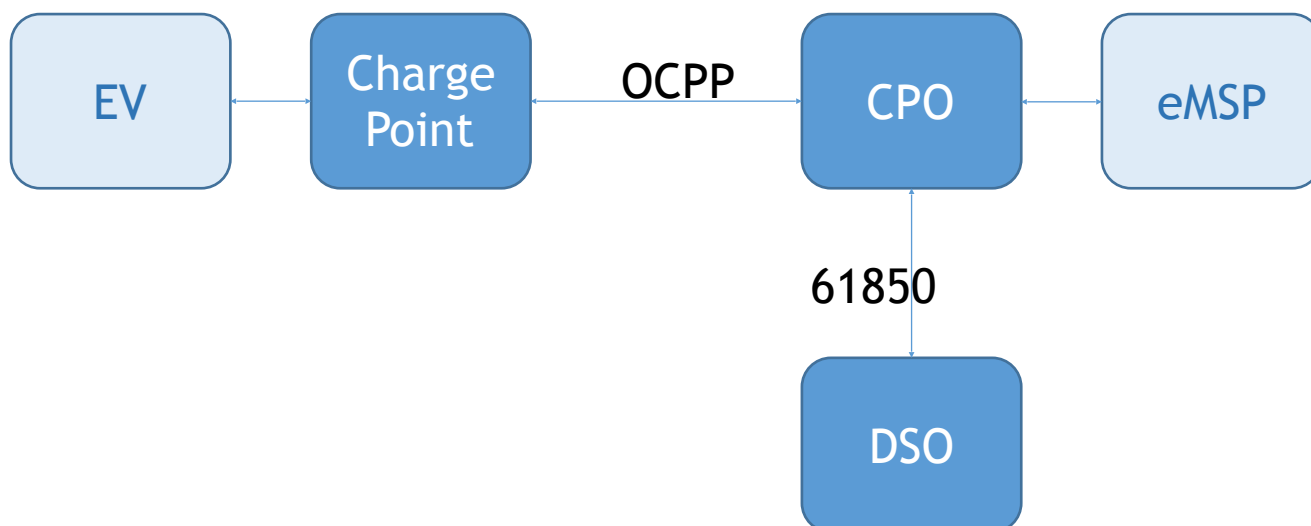 EV
Charge
Point
OCPP
CPO
eMSP
61850
DSO